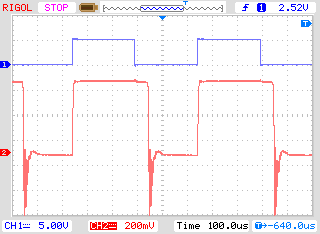 RIGOL STOP T f 1 2.52V
T
1
2
CH1 5.00V CH2 200mV Time 100.0us T→-640.0us